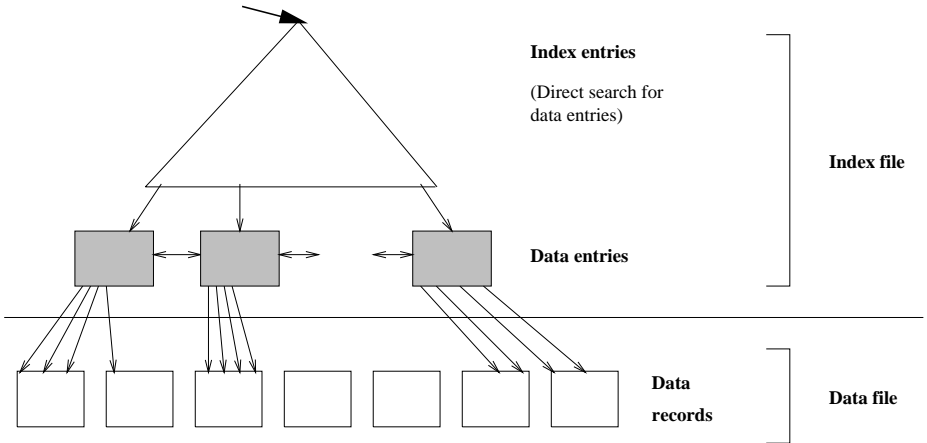 Index entries
(Direct search for
data entries)
Index file
Data entries
Data
records
Data file